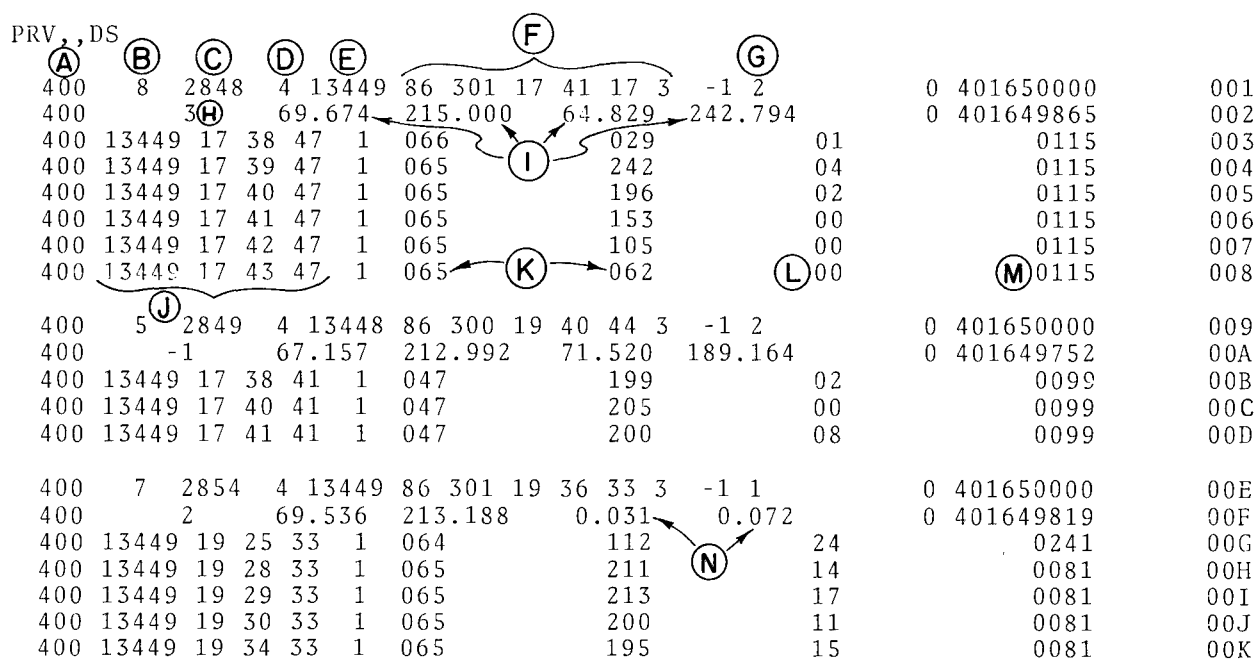 PRV,,DS
A B C D E F G
400 8 2848 4 13449 86 301 17 41 17 3 -1 2 0 401650000 001
400 3 H 69.674 215.000 64.829 242.794 0 401649865 002
400 13449 17 38 47 1 066 029 01 0115 003
400 13449 17 39 47 1 065 I 242 04 0115 004
400 13449 17 40 47 1 065 196 02 0115 005
400 13449 17 41 47 1 065 153 00 0115 006
400 13449 17 42 47 1 065 105 00 0115 007
400 13449 17 43 47 1 065 K 062 L 00 M 0115 008
J
400 5 2849 4 13448 86 300 19 40 44 3 -1 2 0 401650000 009
400 -1 67.157 212.992 71.520 189.164 0 401649752 00A
400 13449 17 38 41 1 047 199 02 0099 00B
400 13449 17 40 41 1 047 205 00 0099 00C
400 13449 17 41 41 1 047 200 08 0099 00D
400 7 2854 4 13449 86 301 19 36 33 3 -1 1 0 401650000 00E
400 2 69.536 213.188 0.031 0.072 0 401649819 00F
400 13449 19 25 33 1 064 112 N 24 0241 00G
400 13449 19 28 33 1 065 211 14 0081 00H
400 13449 19 29 33 1 065 213 17 0081 00I
400 13449 19 30 33 1 065 200 11 0081 00J
400 13449 19 34 33 1 065 195 15 0081 00K